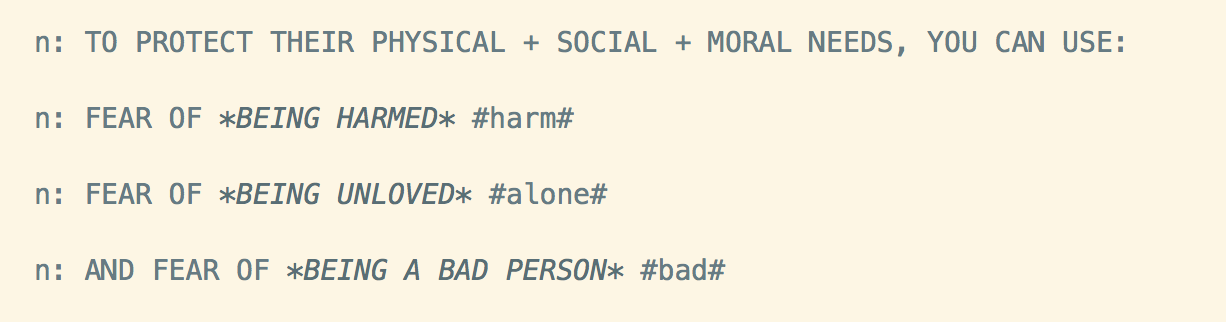 n: TO PROTECT THEIR PHYSICAL + SOCIAL + MORAL NEEDS, YOU CAN USE:
n: FEAR OF *BEING HARMED* #harm#
n: FEAR OF *BEING UNLOVED* #alone#
n: AND FEAR OF *BEING A BAD PERSON* #bad#